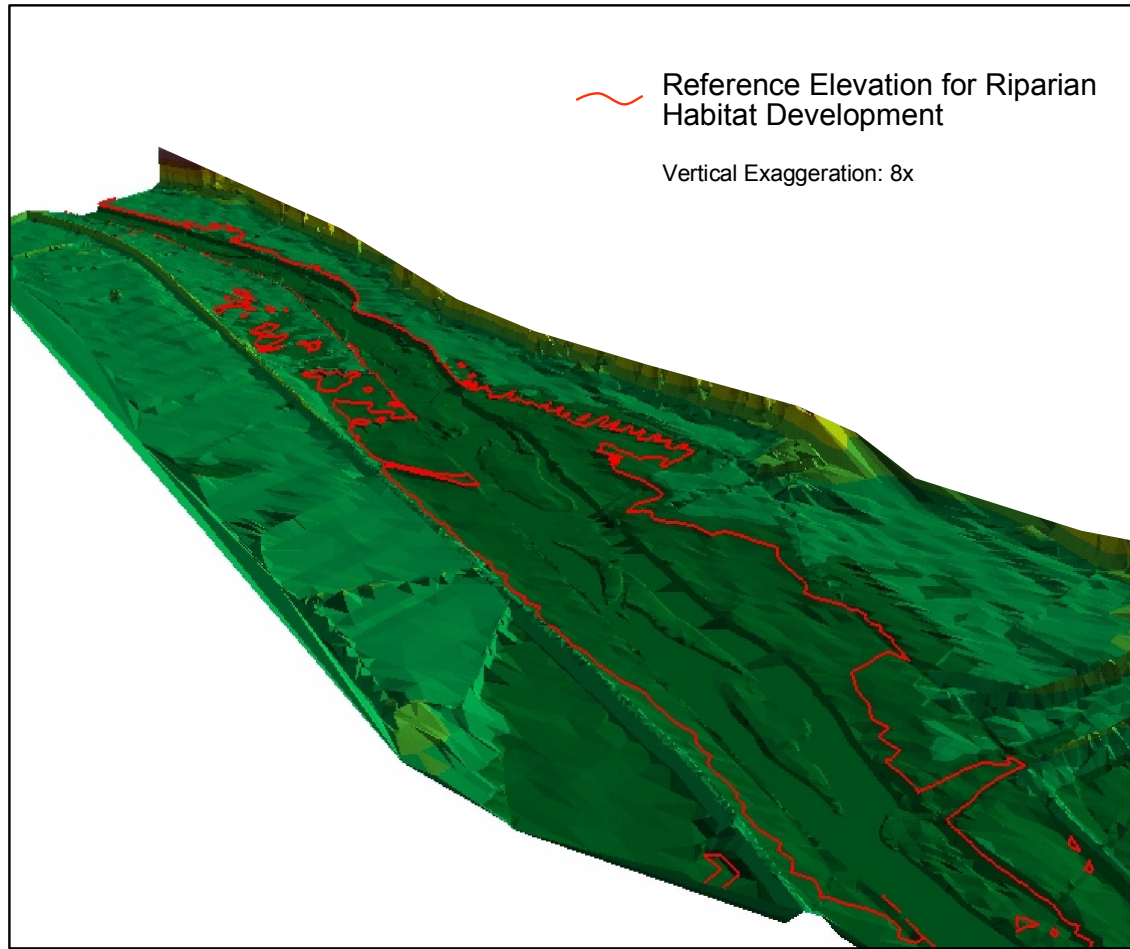 Reference Elevation for Riparian
Habitat Development
Vertical Exaggeration: 8x